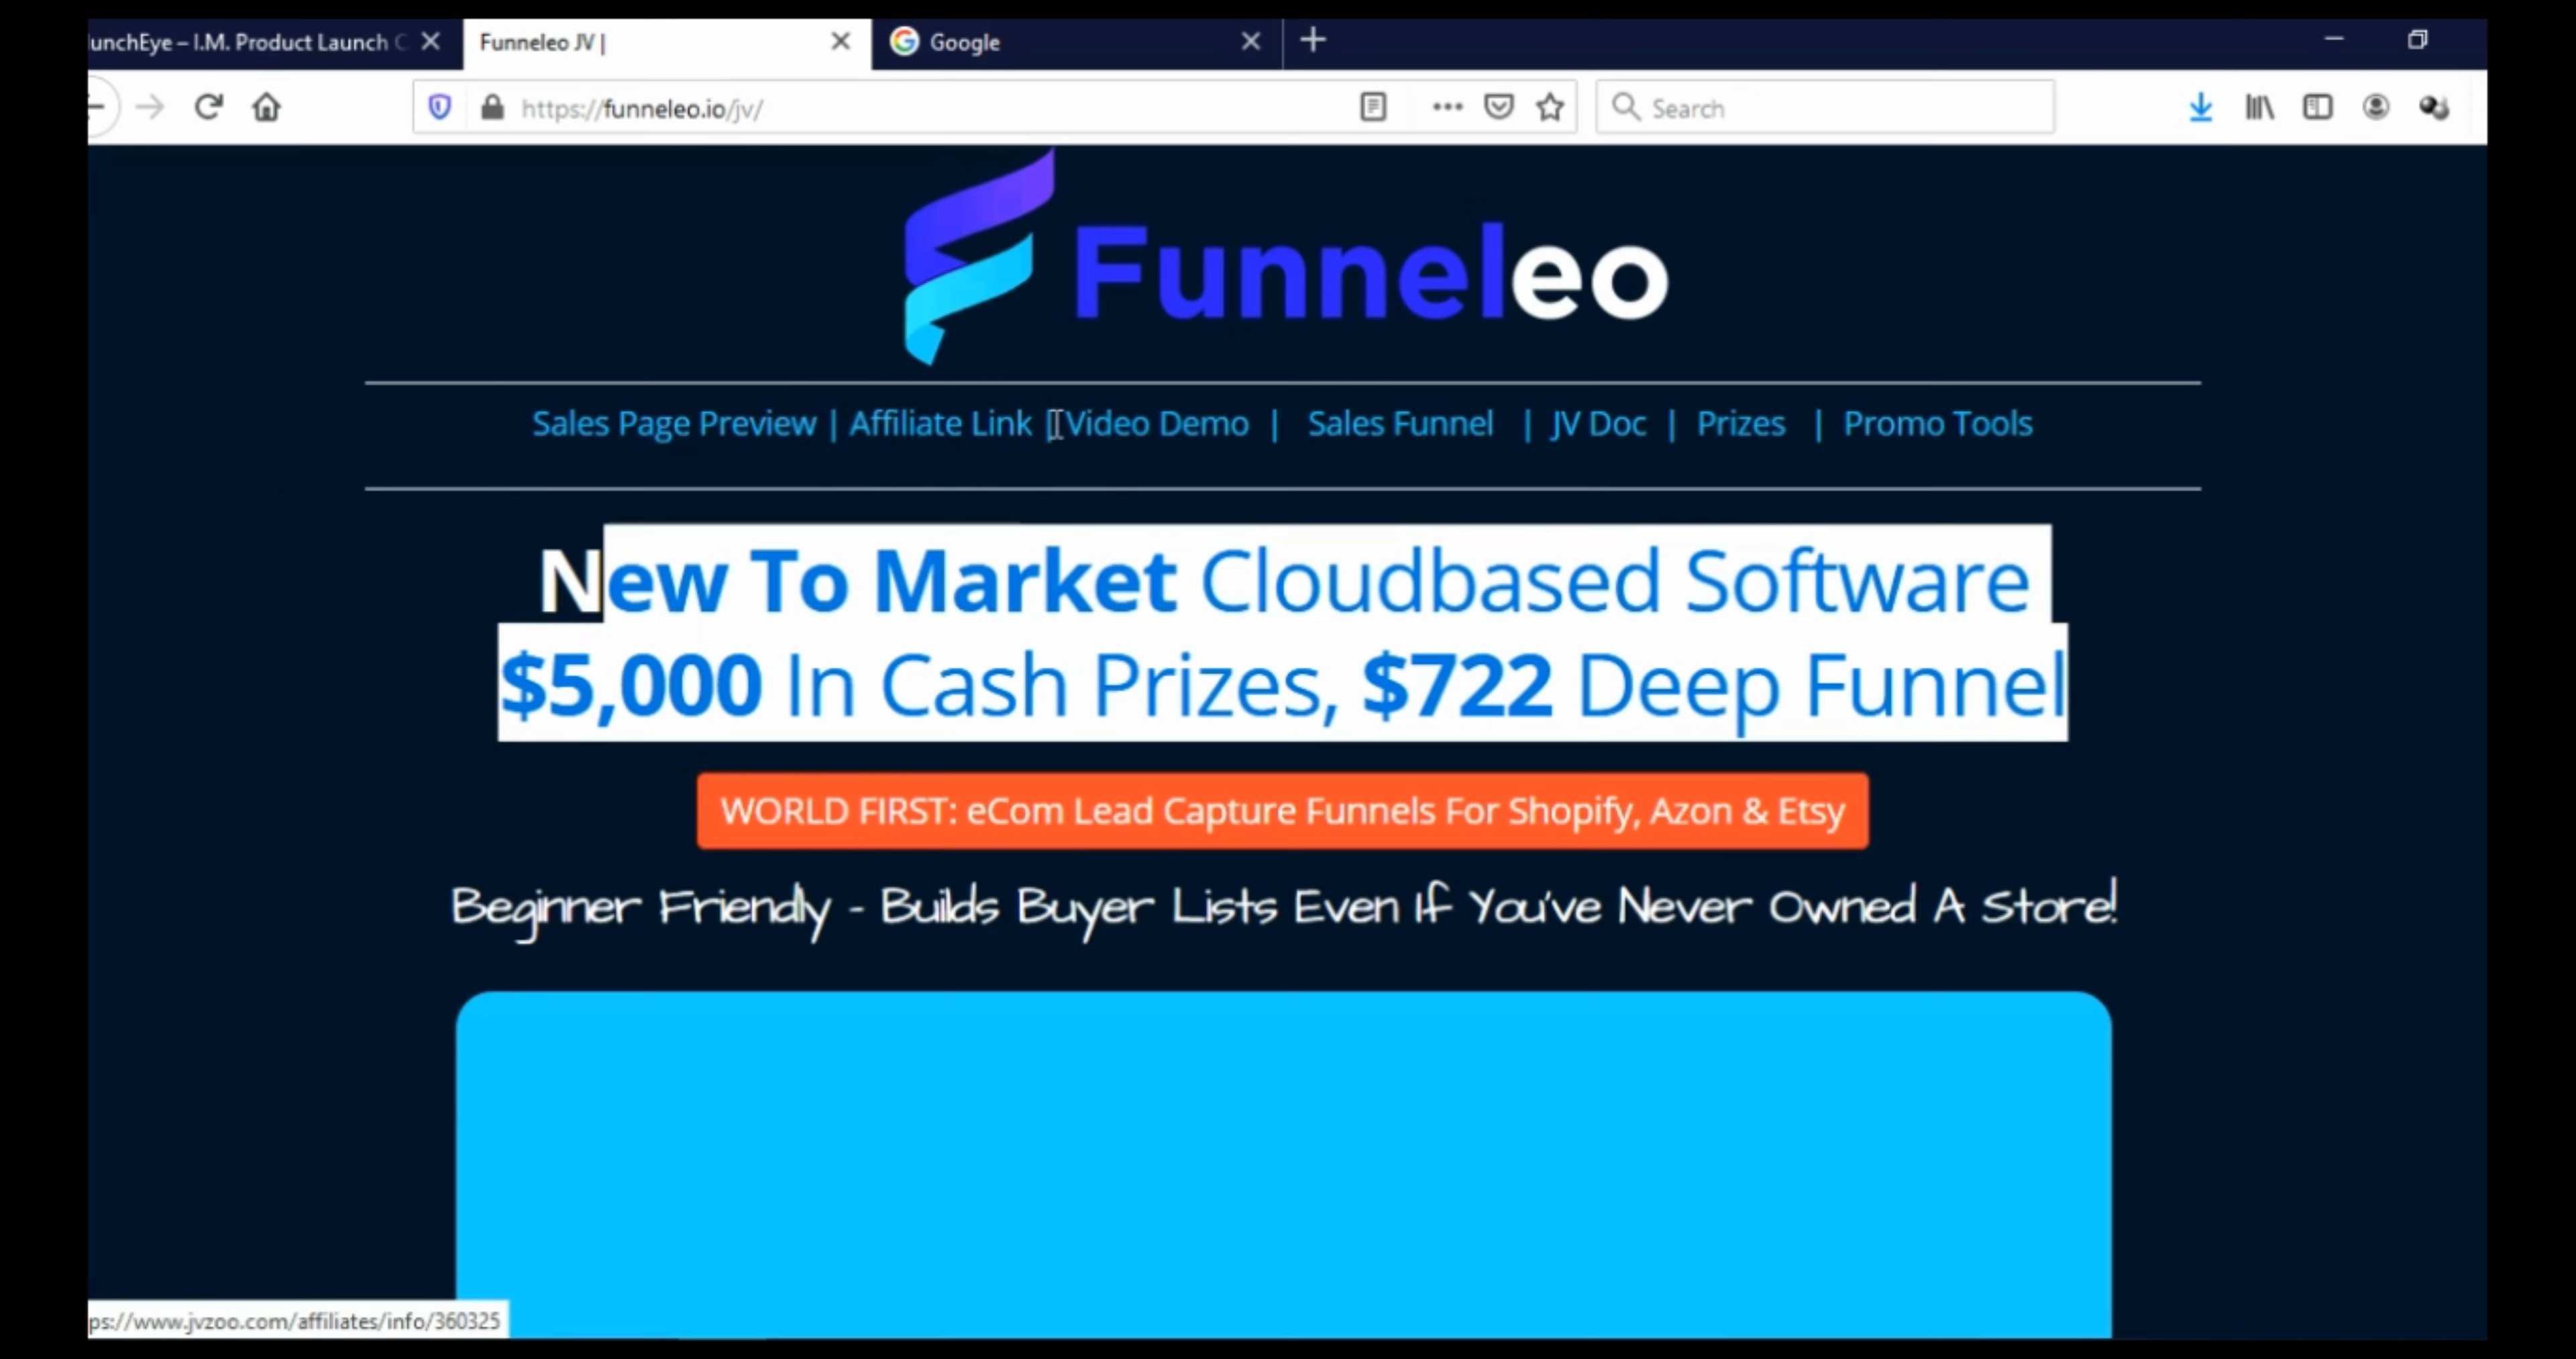 unchEye – I.M. Product Launch C
Funneleo JV |
Google
https://funneleo.io/jv/
Search
Funneleo
Sales Page Preview | Affiliate Link | Video Demo | Sales Funnel | JV Doc | Prizes | Promo Tools
New To Market Cloudbased Software
$5,000 In Cash Prizes, $722 Deep Funnel
WORLD FIRST: eCom Lead Capture Funnels For Shopify, Azon & Etsy
Beginner Friendly - Builds Buyer Lists Even If You've Never Owned A Store!
ps://www.jvzoo.com/affiliates/info/360325